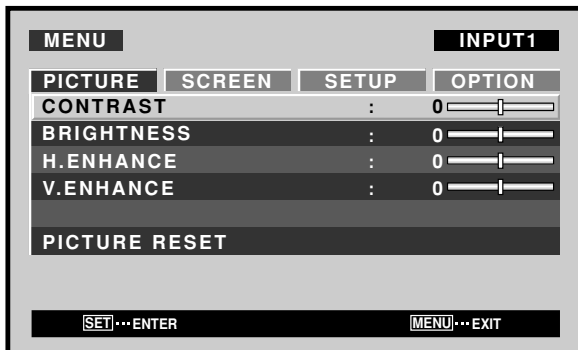 MENU INPUT1
PICTURE SCREEN SETUP OPTION
CONTRAST : 0
BRIGHTNESS : 0
H.ENHANCE : 0
V.ENHANCE : 0
PICTURE RESET
SET···ENTER MENU···EXIT